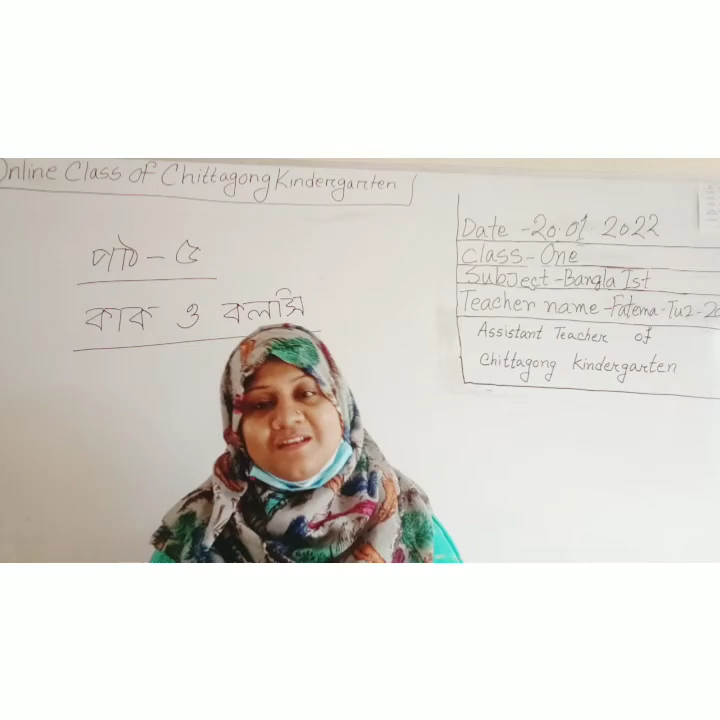 Online Class of Chittagong Kindergarten
পাঠ - ৫
কাক ও কলসি
Date - 20.01.2022
Class - One
Subject - Bangla Ist
Teacher name - Fatema - Tuz -
Assistant Teacher of
Chittagong Kindergarten